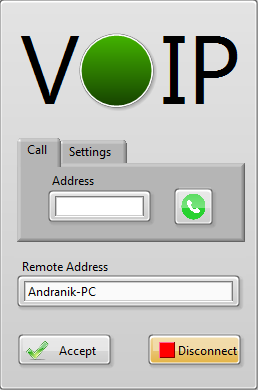 VOIP
Call
Settings
Address
Remote Address
Andranik-PC
Accept
Disconnect